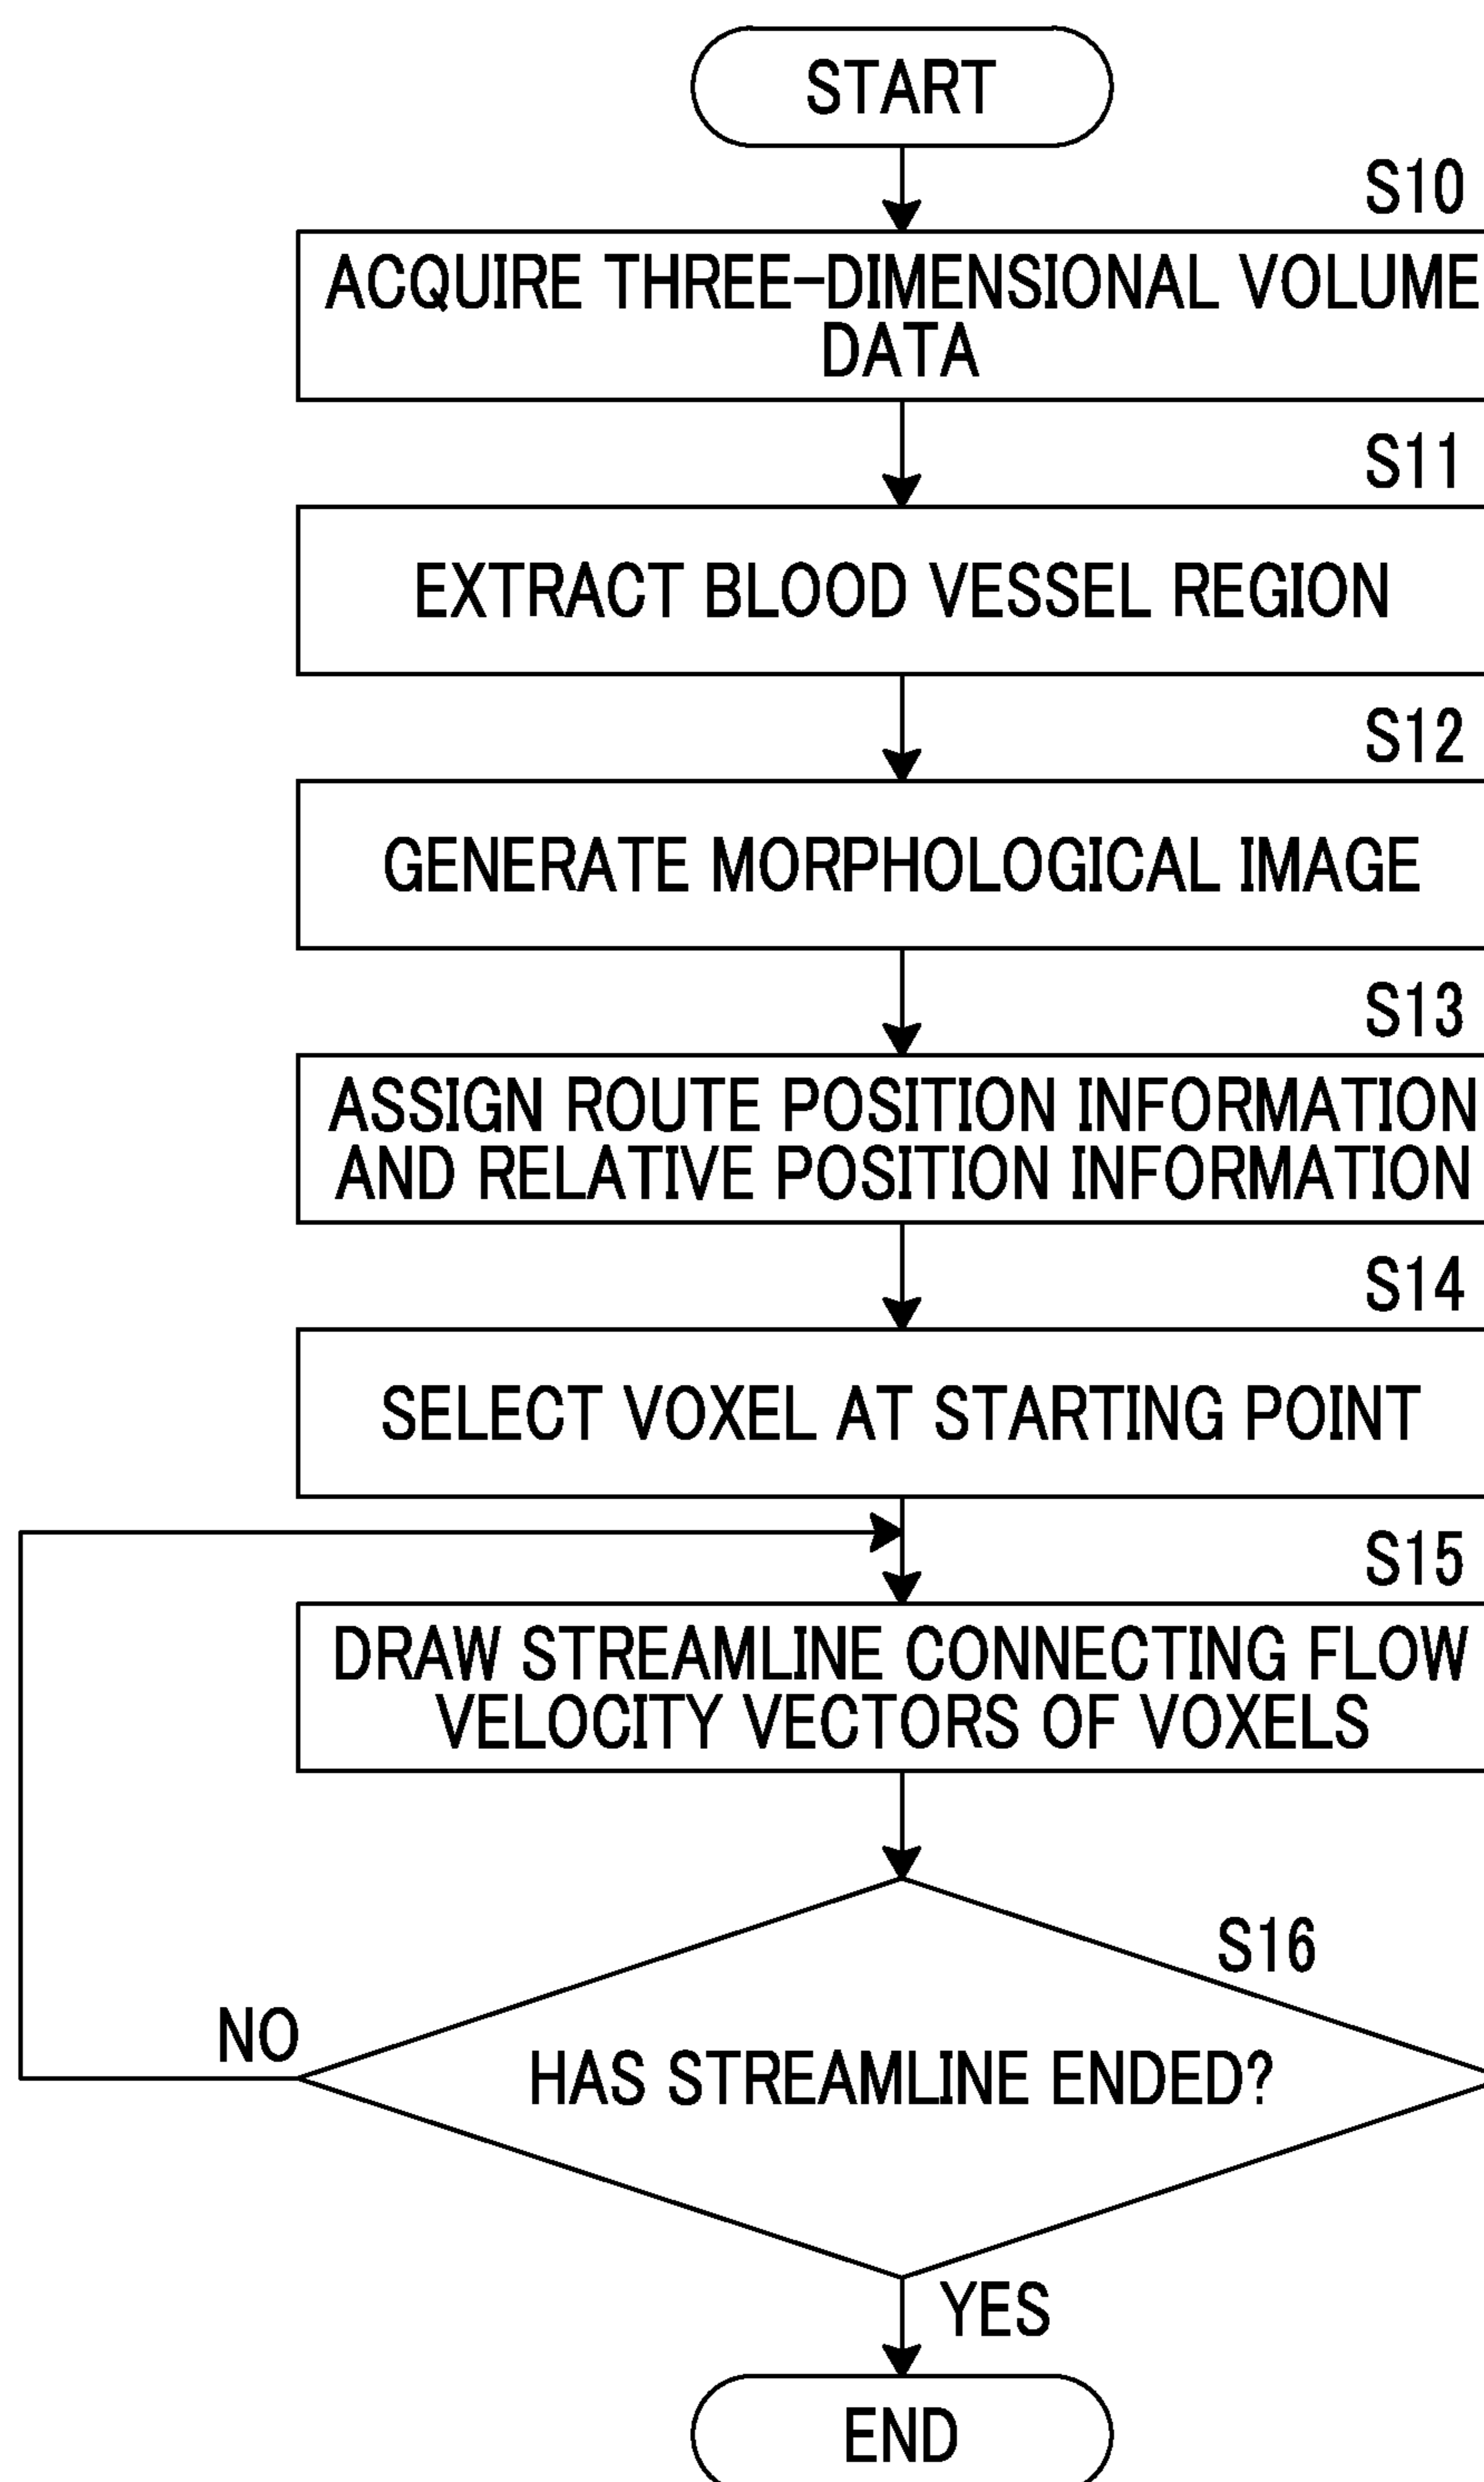 START
S10
ACQUIRE THREE-DIMENSIONAL VOLUME
DATA
S11
EXTRACT BLOOD VESSEL REGION
S12
GENERATE MORPHOLOGICAL IMAGE
S13
ASSIGN ROUTE POSITION INFORMATION
AND RELATIVE POSITION INFORMATION
S14
SELECT VOXEL AT STARTING POINT
S15
DRAW STREAMLINE CONNECTING FLOW
VELOCITY VECTORS OF VOXELS
S16
NO
HAS STREAMLINE ENDED?
YES
END